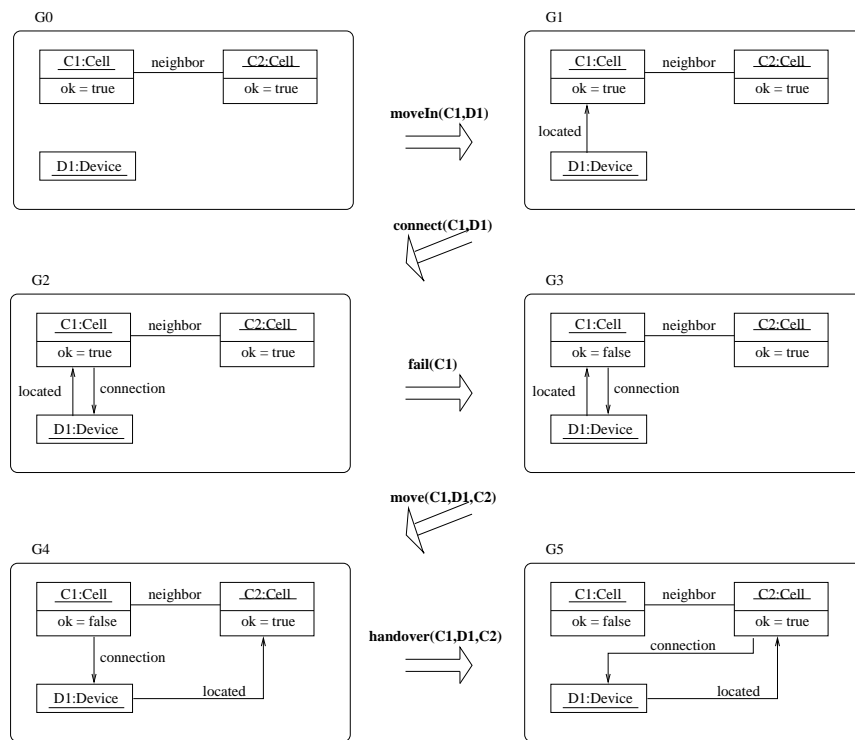 G0
G1
C1:Cell
neighbor
C2:Cell
ok = true
ok = true
D1:Device
moveIn(C1,D1)
C1:Cell
neighbor
C2:Cell
ok = true
ok = true
located
D1:Device
connect(C1,D1)
G2
G3
C1:Cell
neighbor
C2:Cell
ok = true
ok = true
located
connection
D1:Device
fail(C1)
C1:Cell
neighbor
C2:Cell
ok = false
ok = true
located
connection
D1:Device
move(C1,D1,C2)
G4
G5
C1:Cell
neighbor
C2:Cell
ok = false
ok = true
connection
D1:Device
located
handover(C1,D1,C2)
C1:Cell
neighbor
C2:Cell
ok = false
ok = true
connection
D1:Device
located